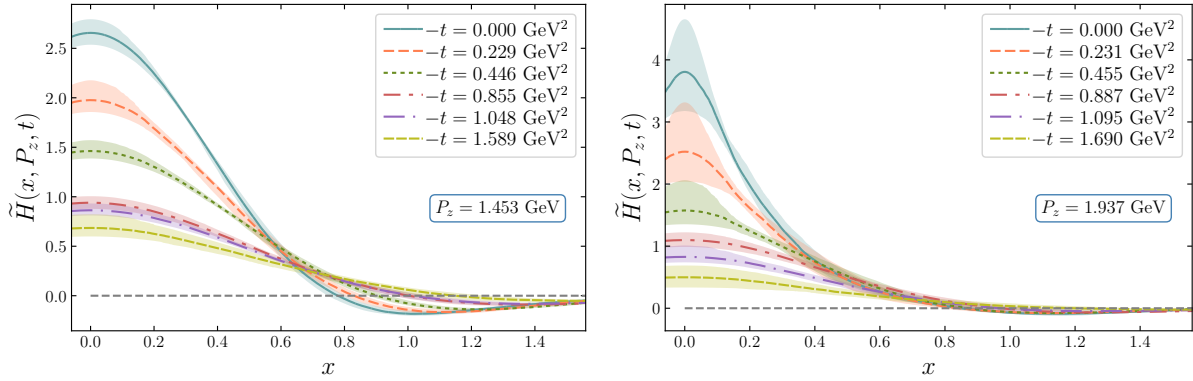 2.5
2.0
1.5
1.0
0.5
0.0
H̃(x, P_z, t)
−t = 0.000 GeV²
−t = 0.229 GeV²
−t = 0.446 GeV²
−t = 0.855 GeV²
−t = 1.048 GeV²
−t = 1.589 GeV²
P_z = 1.453 GeV
0.0 0.2 0.4 0.6 0.8 1.0 1.2 1.4
x
4
3
2
1
0
H̃(x, P_z, t)
−t = 0.000 GeV²
−t = 0.231 GeV²
−t = 0.455 GeV²
−t = 0.887 GeV²
−t = 1.095 GeV²
−t = 1.690 GeV²
P_z = 1.937 GeV
0.0 0.2 0.4 0.6 0.8 1.0 1.2 1.4
x